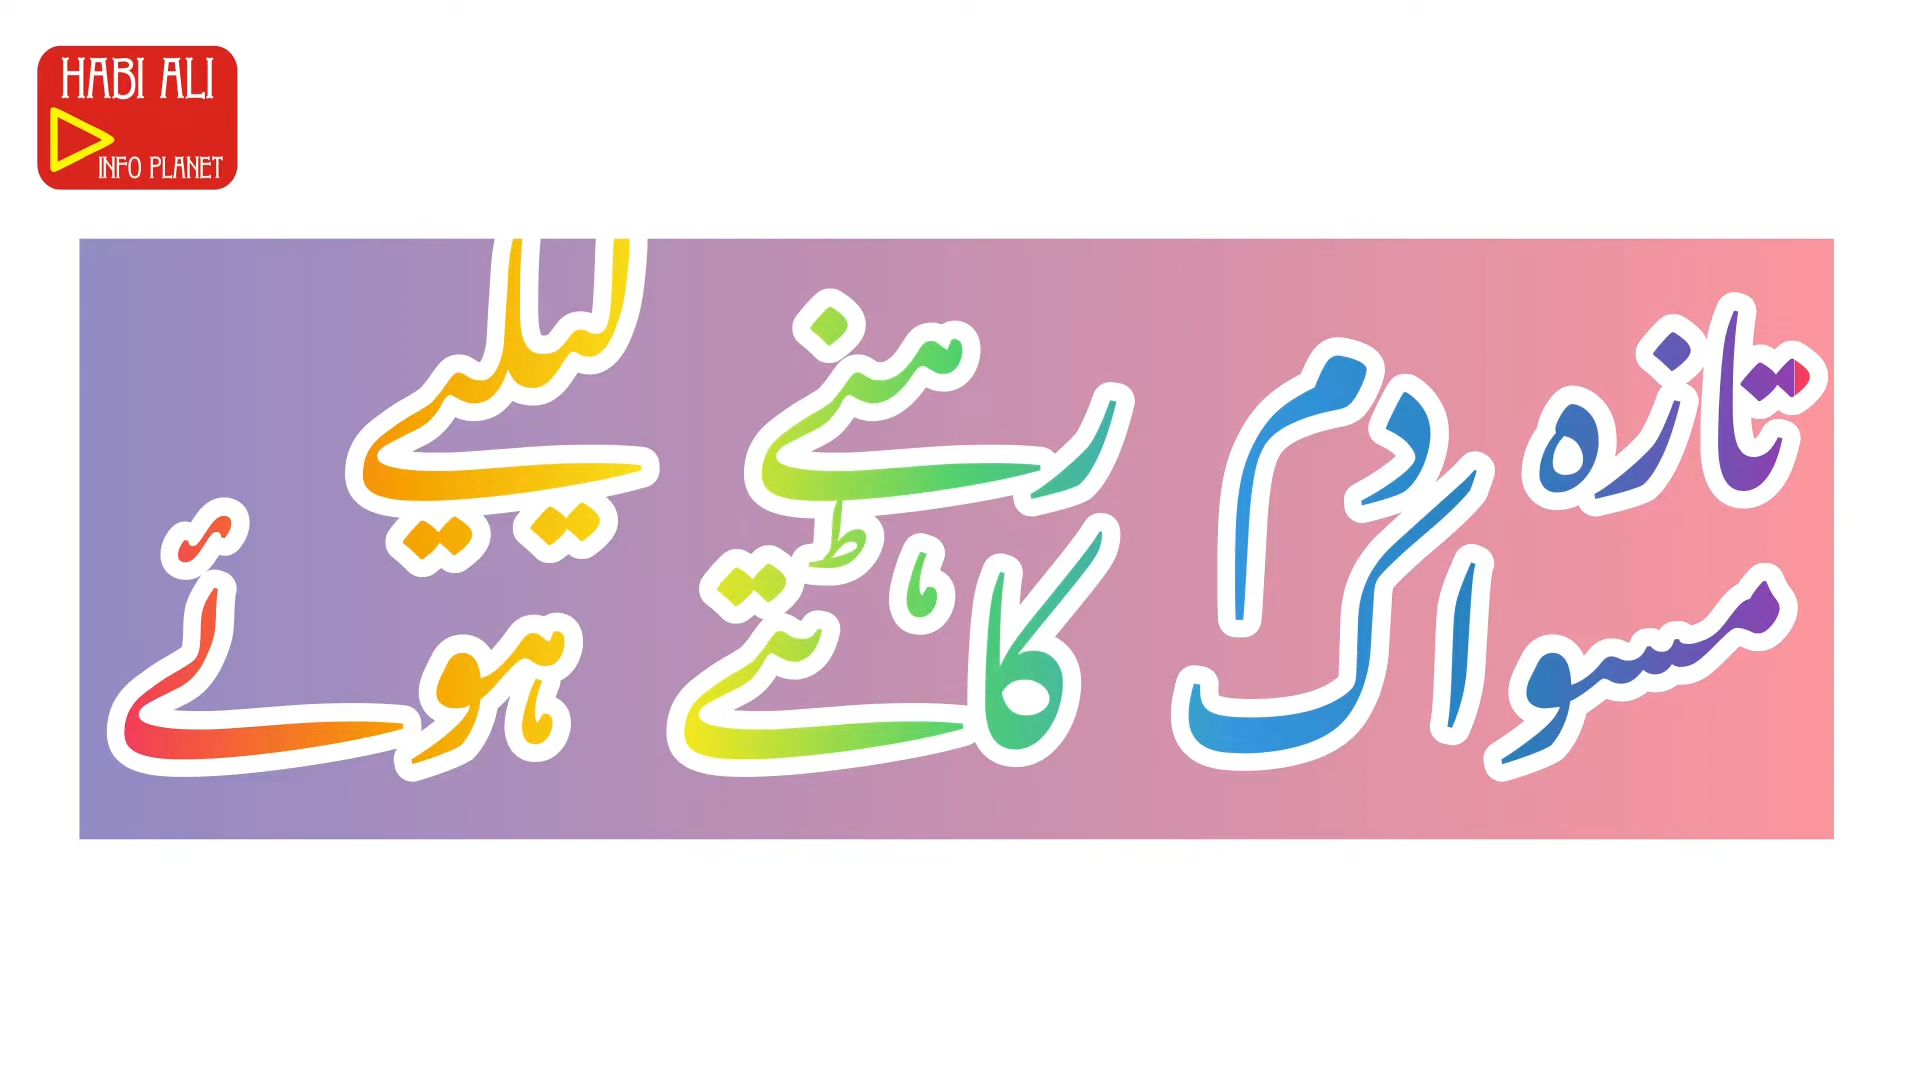 HABI ALI
INFO PLANET
تازہ دم رہنے کیلیے
مسواک کاٹتے ہوئے